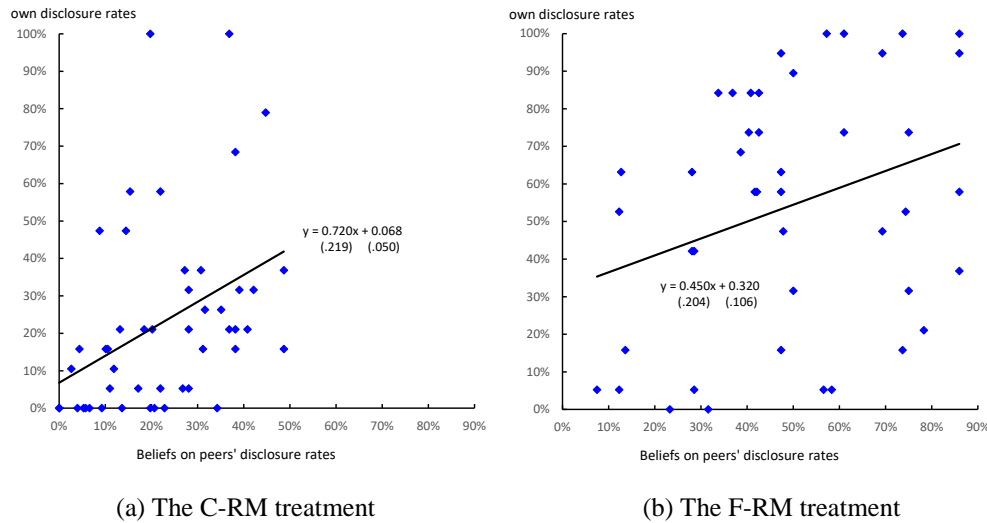 own disclosure rates
100%
90%
80%
70%
60%
50%
40%
30%
20%
10%
0%
0% 10% 20% 30% 40% 50% 60% 70% 80% 90%
y = 0.720x + 0.068
(.219) (.050)
Beliefs on peers' disclosure rates
(a) The C-RM treatment
own disclosure rates
100%
90%
80%
70%
60%
50%
40%
30%
20%
10%
0%
0% 10% 20% 30% 40% 50% 60% 70% 80% 90%
y = 0.450x + 0.320
(.204) (.106)
Beliefs on peers' disclosure rates
(b) The F-RM treatment